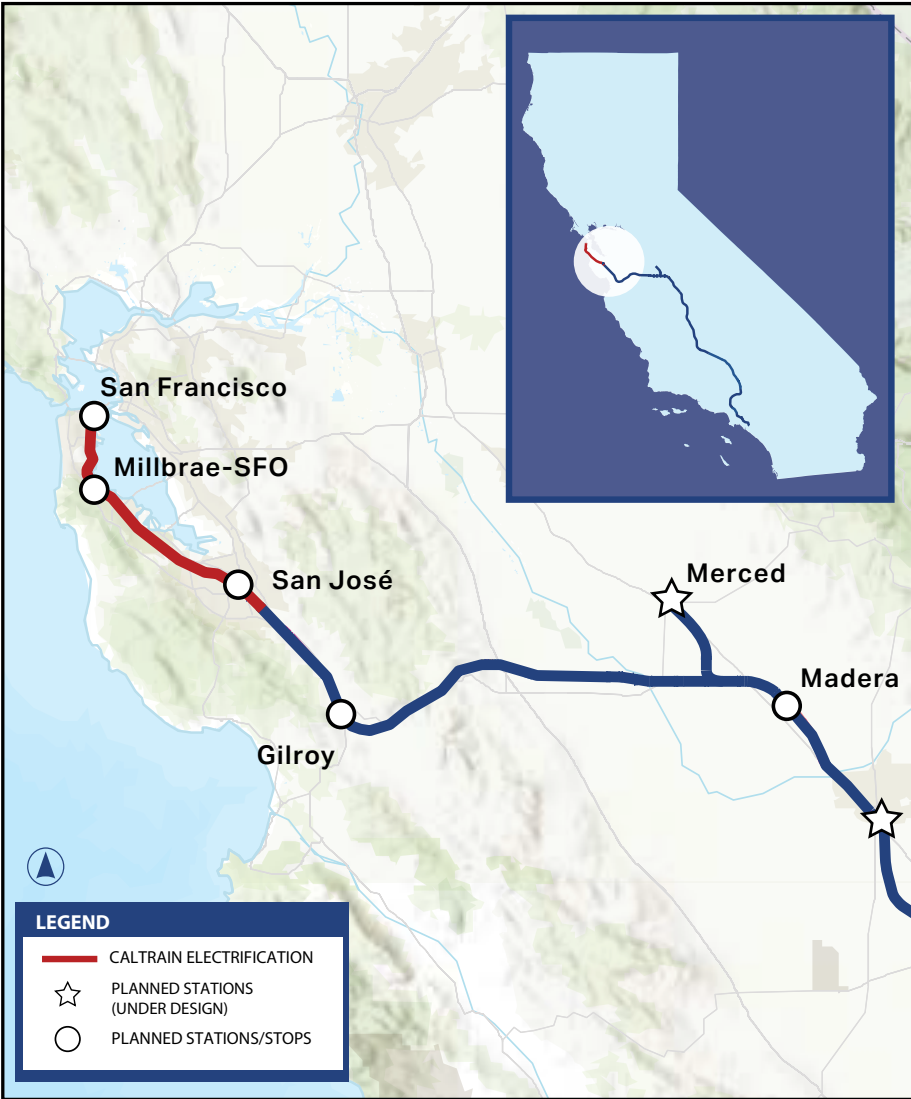 San Francisco
Millbrae-SFO
San José
Merced
Madera
Gilroy
LEGEND
CALTRAIN ELECTRIFICATION
PLANNED STATIONS
(UNDER DESIGN)
PLANNED STATIONS/STOPS